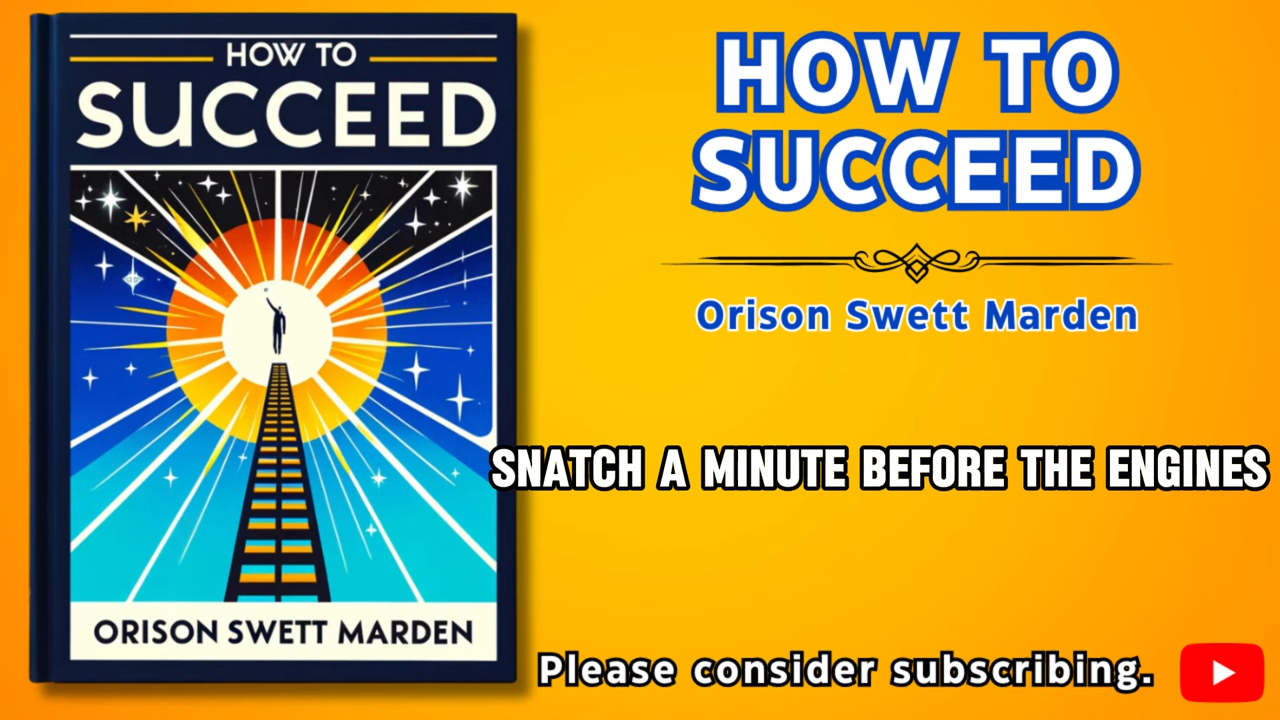 HOW TO
SUCCEED
ORISON SWETT MARDEN
HOW TO
SUCCEED
Orison Swett Marden
SNATCH A MINUTE BEFORE THE ENGINES
Please consider subscribing.